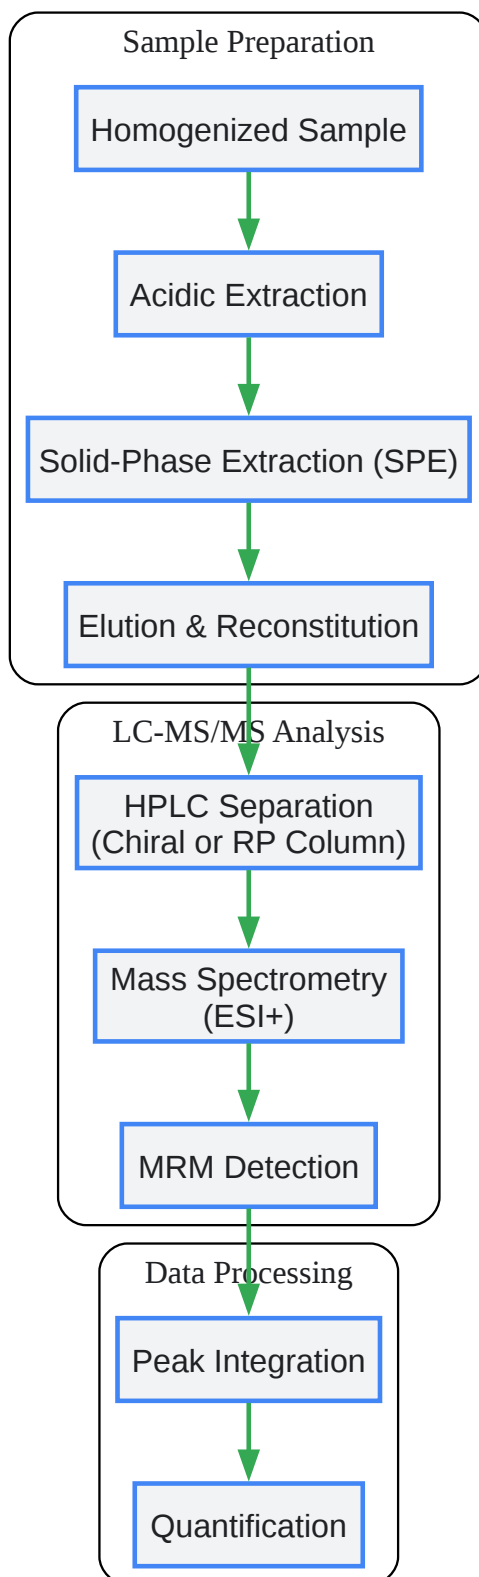 Sample Preparation
Homogenized Sample
Acidic Extraction
Solid-Phase Extraction (SPE)
Elution & Reconstitution
LC-MS/MS Analysis
HPLC Separation
(Chiral or RP Column)
Mass Spectrometry
(ESI+)
MRM Detection
Data Processing
Peak Integration
Quantification